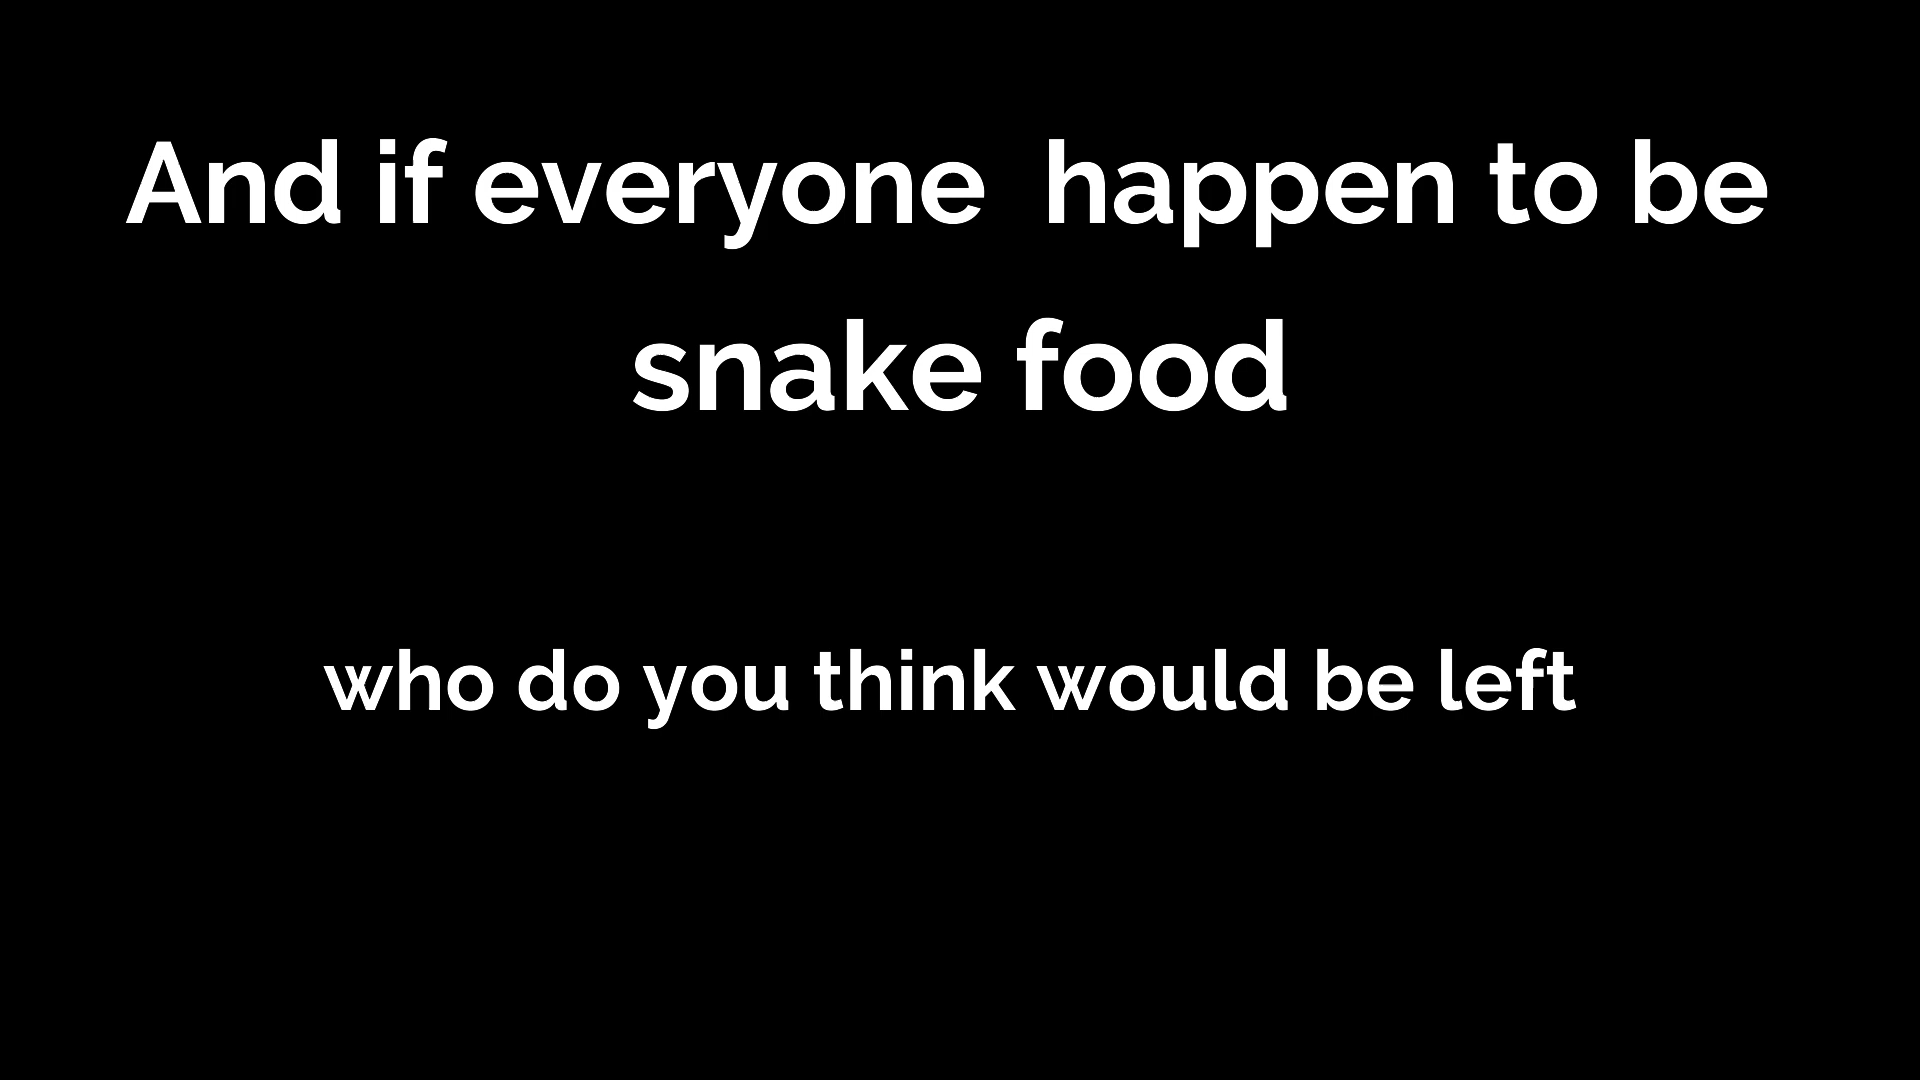 And if everyone  happen to be
snake food
who do you think would be left